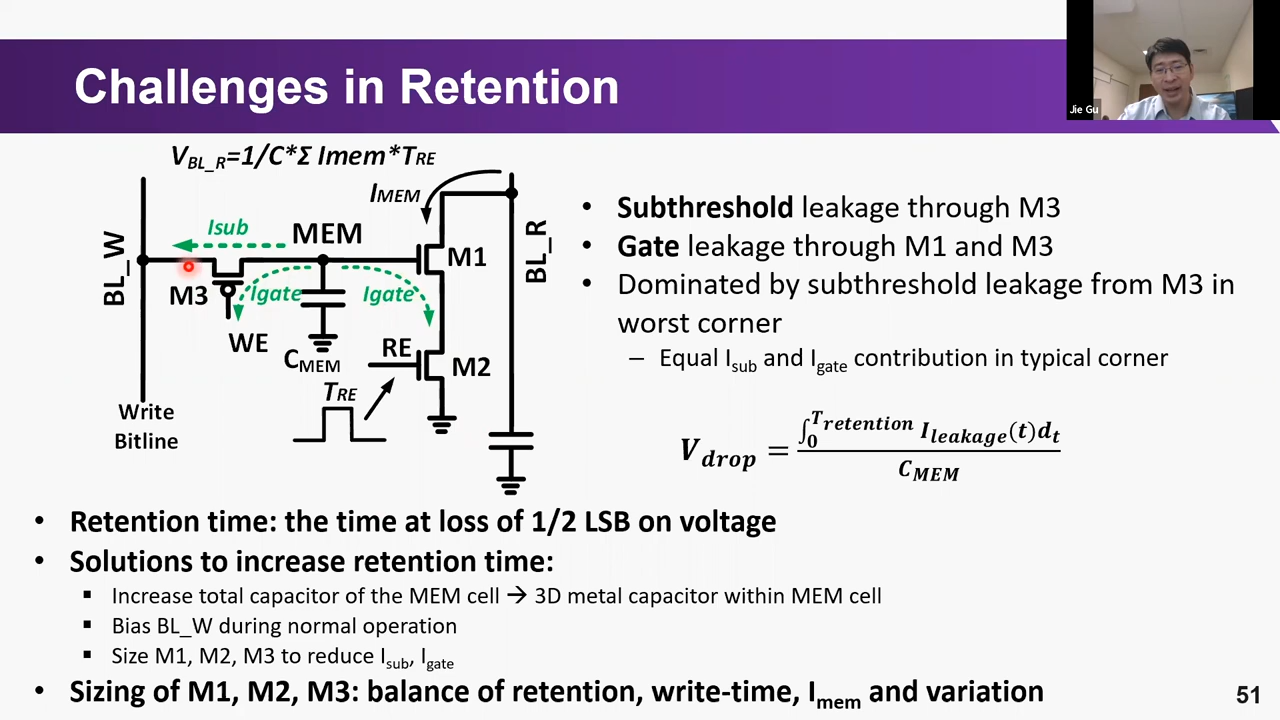 Challenges in Retention
Jie Gu
V_BL_R=1/C*Σ Imem*T_RE
I_MEM
Isub
MEM
BL_W
BL_R
M1
M3
Igate
Igate
WE
C_MEM
RE
M2
T_RE
Write
Bitline
• Subthreshold leakage through M3
• Gate leakage through M1 and M3
• Dominated by subthreshold leakage from M3 in
worst corner
– Equal I_sub and I_gate contribution in typical corner
V_drop = ∫_0^T_retention I_leakage(t)d_t / C_MEM
• Retention time: the time at loss of 1/2 LSB on voltage
• Solutions to increase retention time:
▪ Increase total capacitor of the MEM cell → 3D metal capacitor within MEM cell
▪ Bias BL_W during normal operation
▪ Size M1, M2, M3 to reduce I_sub, I_gate
• Sizing of M1, M2, M3: balance of retention, write-time, I_mem and variation
51